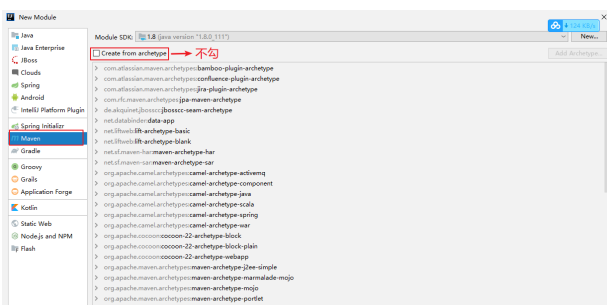 New Module
124 KB/s
Java
Java Enterprise
JBoss
Clouds
Spring
Android
IntelliJ Platform Plugin
Spring Initializr
Maven
Gradle
Groovy
Grails
Application Forge
Kotlin
Static Web
Node.js and NPM
Flash
Module SDK: 1.8 (java version "1.8.0_111")
New...
Create from archetype 不勾
Add Archetype...
com.atlassian.maven.archetypes:bamboo-plugin-archetype
com.atlassian.maven.archetypes:confluence-plugin-archetype
com.atlassian.maven.archetypes:jira-plugin-archetype
com.rfc.maven.archetypes:jpa-maven-archetype
de.akquinet.jbosscc:jbosscc-seam-archetype
net.databinder:data-app
net.liftweb:lift-archetype-basic
net.liftweb:lift-archetype-blank
net.sf.maven-har:maven-archetype-har
net.sf.maven-sar:maven-archetype-sar
org.apache.camel.archetypes:camel-archetype-activemq
org.apache.camel.archetypes:camel-archetype-component
org.apache.camel.archetypes:camel-archetype-java
org.apache.camel.archetypes:camel-archetype-scala
org.apache.camel.archetypes:camel-archetype-spring
org.apache.camel.archetypes:camel-archetype-war
org.apache.cocoon:cocoon-22-archetype-block
org.apache.cocoon:cocoon-22-archetype-block-plain
org.apache.cocoon:cocoon-22-archetype-webapp
org.apache.maven.archetypes:maven-archetype-j2ee-simple
org.apache.maven.archetypes:maven-archetype-marmalade-mojo
org.apache.maven.archetypes:maven-archetype-mojo
org.apache.maven.archetypes:maven-archetype-portlet